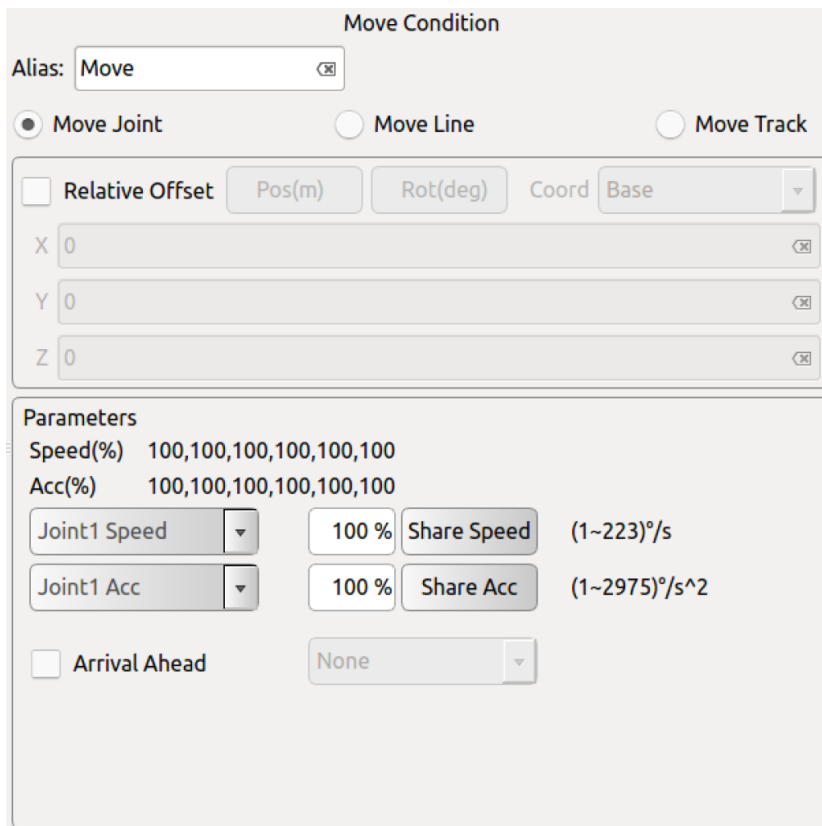 Move Condition
Alias: Move
Move Joint Move Line Move Track
Relative Offset Pos(m) Rot(deg) Coord Base
X 0
Y 0
Z 0
Parameters
Speed(%) 100,100,100,100,100,100
Acc(%) 100,100,100,100,100,100
Joint1 Speed 100 % Share Speed (1~223)°/s
Joint1 Acc 100 % Share Acc (1~2975)°/s^2
Arrival Ahead None